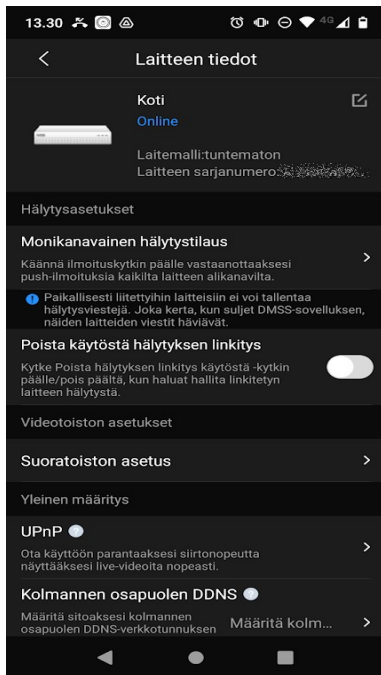 13.30
4G
Laitteen tiedot
Koti
Online
Laitemalli:tuntematon
Laitteen sarjanumero:
Hälytysasetukset
Monikanavainen hälytystilaus
Käännä ilmoituskytkin päälle vastaanottaaksesi
push-ilmoituksia kaikilta laitteen alikanavilta.
Paikallisesti liitettyihin laitteisiin ei voi tallentaa
hälytysviestejä. Joka kerta, kun suljet DMSS-sovelluksen,
näiden laitteiden viestit häviävät.
Poista käytöstä hälytyksen
linkitys
Kytke Poista hälytyksen linkitys käytöstä -kytkin
päälle/pois päältä, kun haluat hallita linkitetyn
laitteen hälytystä.
Videotoiston asetukset
Suoratoiston asetus
Yleinen määritys
UPnP
Ota käyttöön parantaaksesi siirtonopeutta
näyttääksesi live-videoita nopeasti.
Kolmannen osapuolen DDNS
Määritä sitoaksesi kolmannen
osapuolen DDNS-verkkotunnuksen
Määritä kolm...